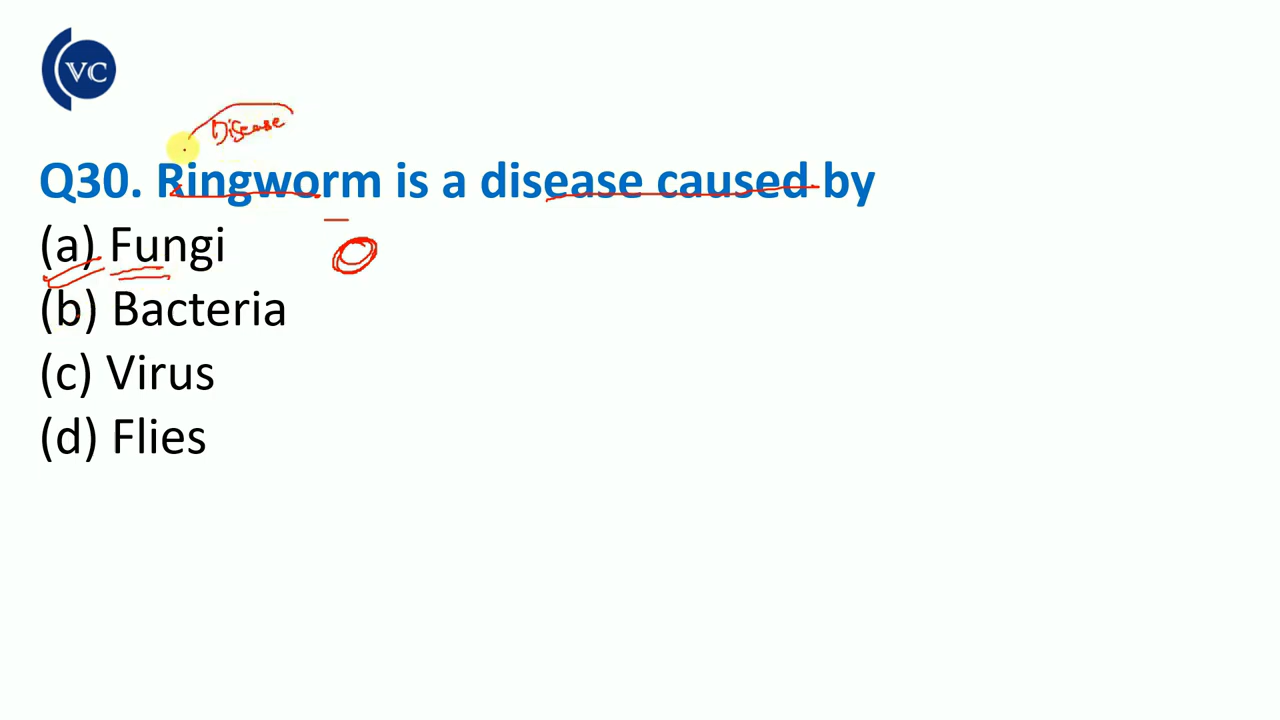 VC
Disease
Q30. Ringworm is a disease caused by
(a) Fungi
(b) Bacteria
(c) Virus
(d) Flies